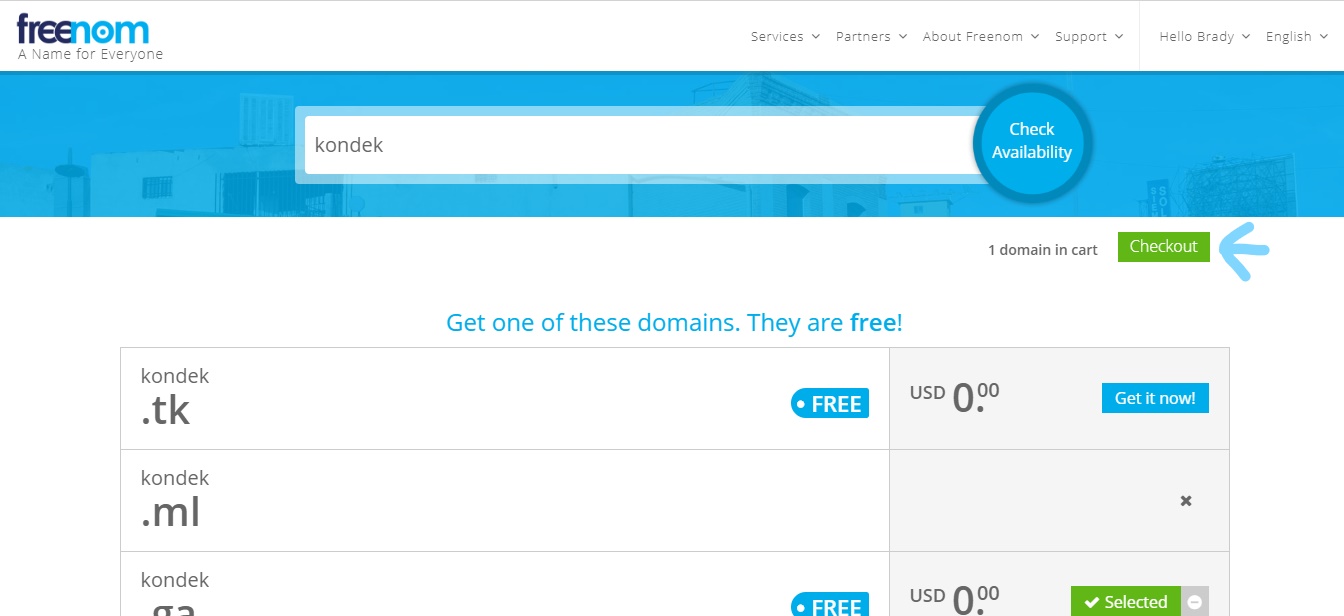 freenom
A Name for Everyone
Services Partners About Freenom Support Hello Brady English
kondek
Check
Availability
1 domain in cart Checkout
Get one of these domains. They are free!
kondek
.tk
FREE
USD 0.00
Get it now!
kondek
.ml
kondek
.ga
FREE
USD 0.00
Selected